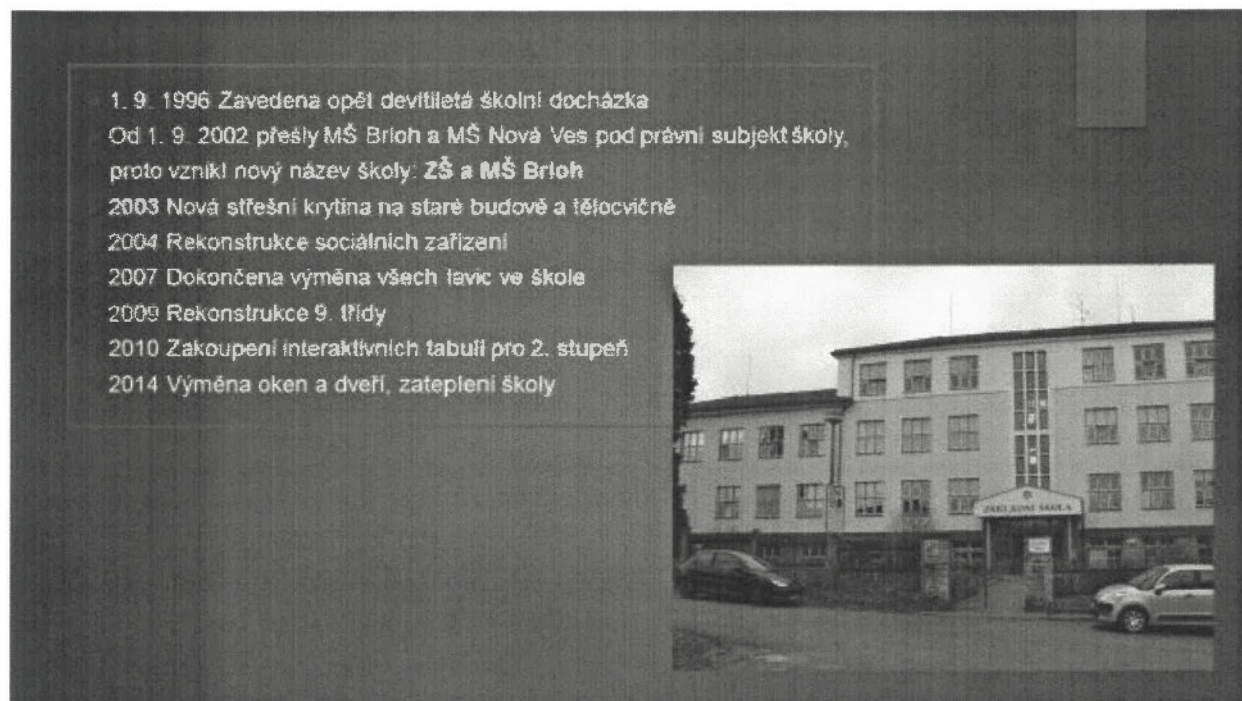 1. 9. 1996 Zavedena opět devítiletá školní docházka
Od 1. 9. 2002 přešly MŠ Brloh a MŠ Nová Ves pod právní subjekt školy,
proto vznikl nový název školy: ZŠ a MŠ Brloh
2003 Nová střešní krytina na staré budově a tělocvičně
2004 Rekonstrukce sociálních zařízení
2007 Dokončena výměna všech lavic ve škole
2009 Rekonstrukce 9. třídy
2010 Zakoupení interaktivních tabulí pro 2. stupeň
2014 Výměna oken a dveří, zateplení školy
ZÁKLADNÍ ŠKOLA